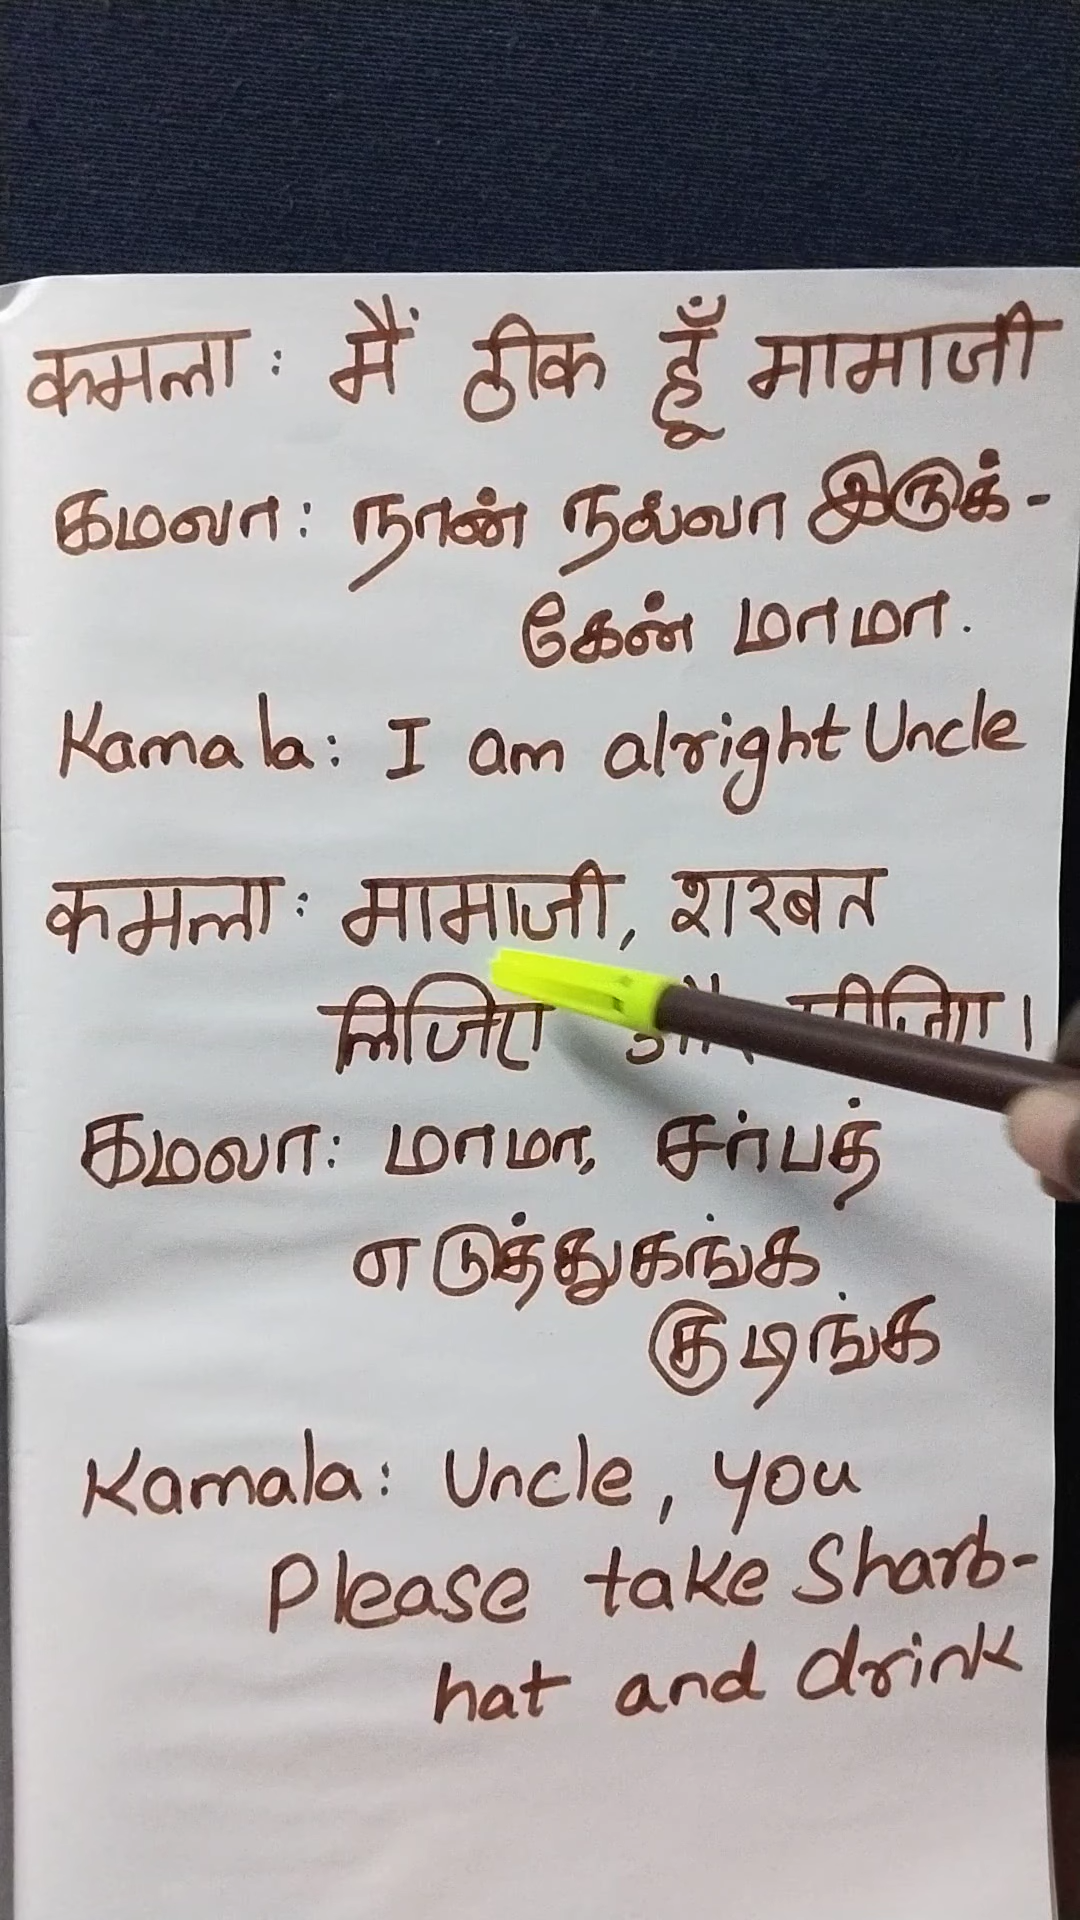 कमला : मैं ठीक हूँ मामाजी
கமலா : நான் நல்லா இருக் -
கேன் மாமா .
Kamala : I am alright Uncle
कमला : मामाजी , शरबत
लिजिए
கமலா : மாமா , சர்பத்
எடுத்துகங்க
குடிங்க
Kamala : Uncle , you
Please take Sharb-
hat and drink